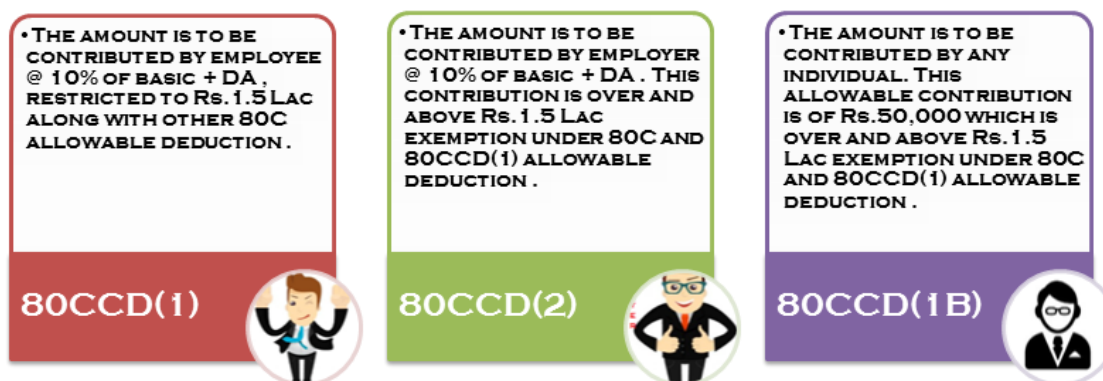 • THE AMOUNT IS TO BE
CONTRIBUTED BY EMPLOYEE
@ 10% OF BASIC + DA ,
RESTRICTED TO RS.1.5 LAC
ALONG WITH OTHER 80C
ALLOWABLE DEDUCTION .
80CCD(1)
• THE AMOUNT IS TO BE
CONTRIBUTED BY EMPLOYER
@ 10% OF BASIC + DA . THIS
CONTRIBUTION IS OVER AND
ABOVE RS.1.5 LAC
EXEMPTION UNDER 80C AND
80CCD(1) ALLOWABLE
DEDUCTION .
80CCD(2)
• THE AMOUNT IS TO BE
CONTRIBUTED BY ANY
INDIVIDUAL. THIS
ALLOWABLE CONTRIBUTION
IS OF RS.50,000 WHICH IS
OVER AND ABOVE RS.1.5
LAC EXEMPTION UNDER 80C
AND 80CCD(1) ALLOWABLE
DEDUCTION .
80CCD(1B)